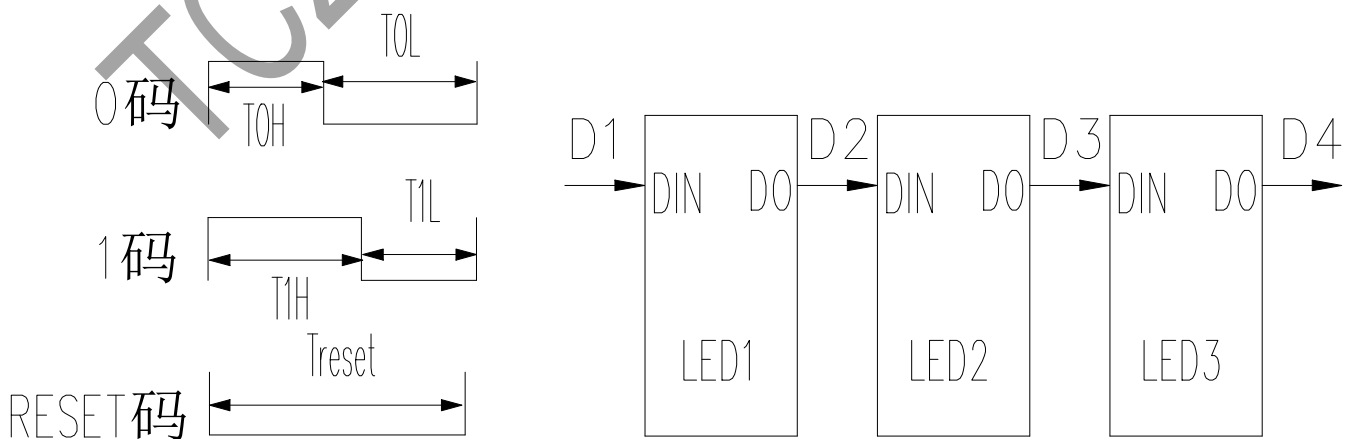 TC2
T0L
0码
T0H
T1L
1码
T1H
Treset
RESET码
D1 D2 D3 D4
DIN DO DIN DO DIN DO
LED1 LED2 LED3